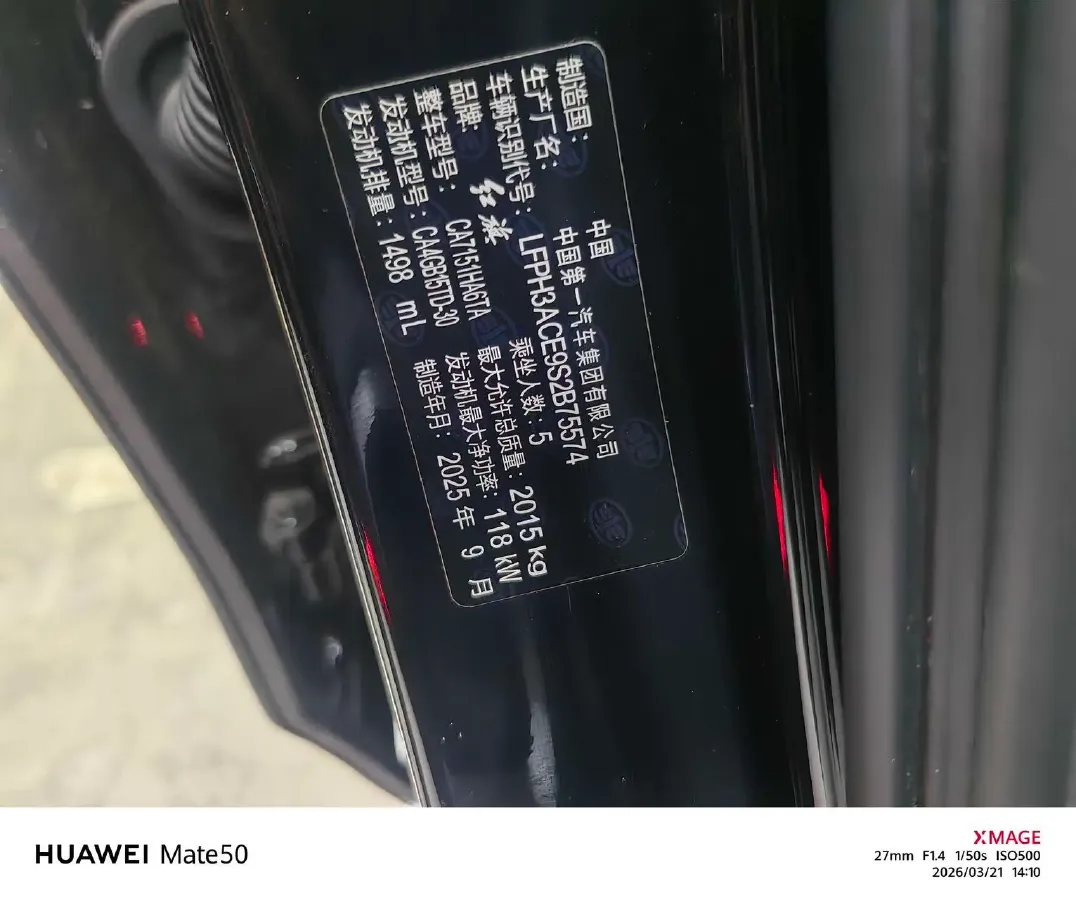 制造国: 中国
生产厂名: 中国第一汽车集团有限公司
车辆识别代号: LFPH3ACE9S2B75574
品牌: 红旗 乘坐人数: 5
整车型号: CA7151HA6TA 最大允许总质量: 2015 kg
发动机型号: CA4GB15TD-30 发动机最大净功率: 118 kW
发动机排量: 1498 mL 制造年月: 2025 年 9 月
HUAWEI Mate50
XMAGE
27mm F1.4 1/50s ISO500
2026/03/21 14:10